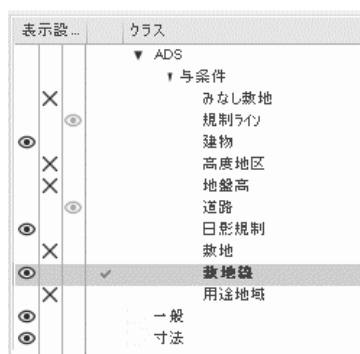 表示設... クラス
ADS
与条件
みなし敷地
規制ライン
建物
高度地区
地盤高
道路
日影規制
敷地
敷地線
用途地域
一般
寸法